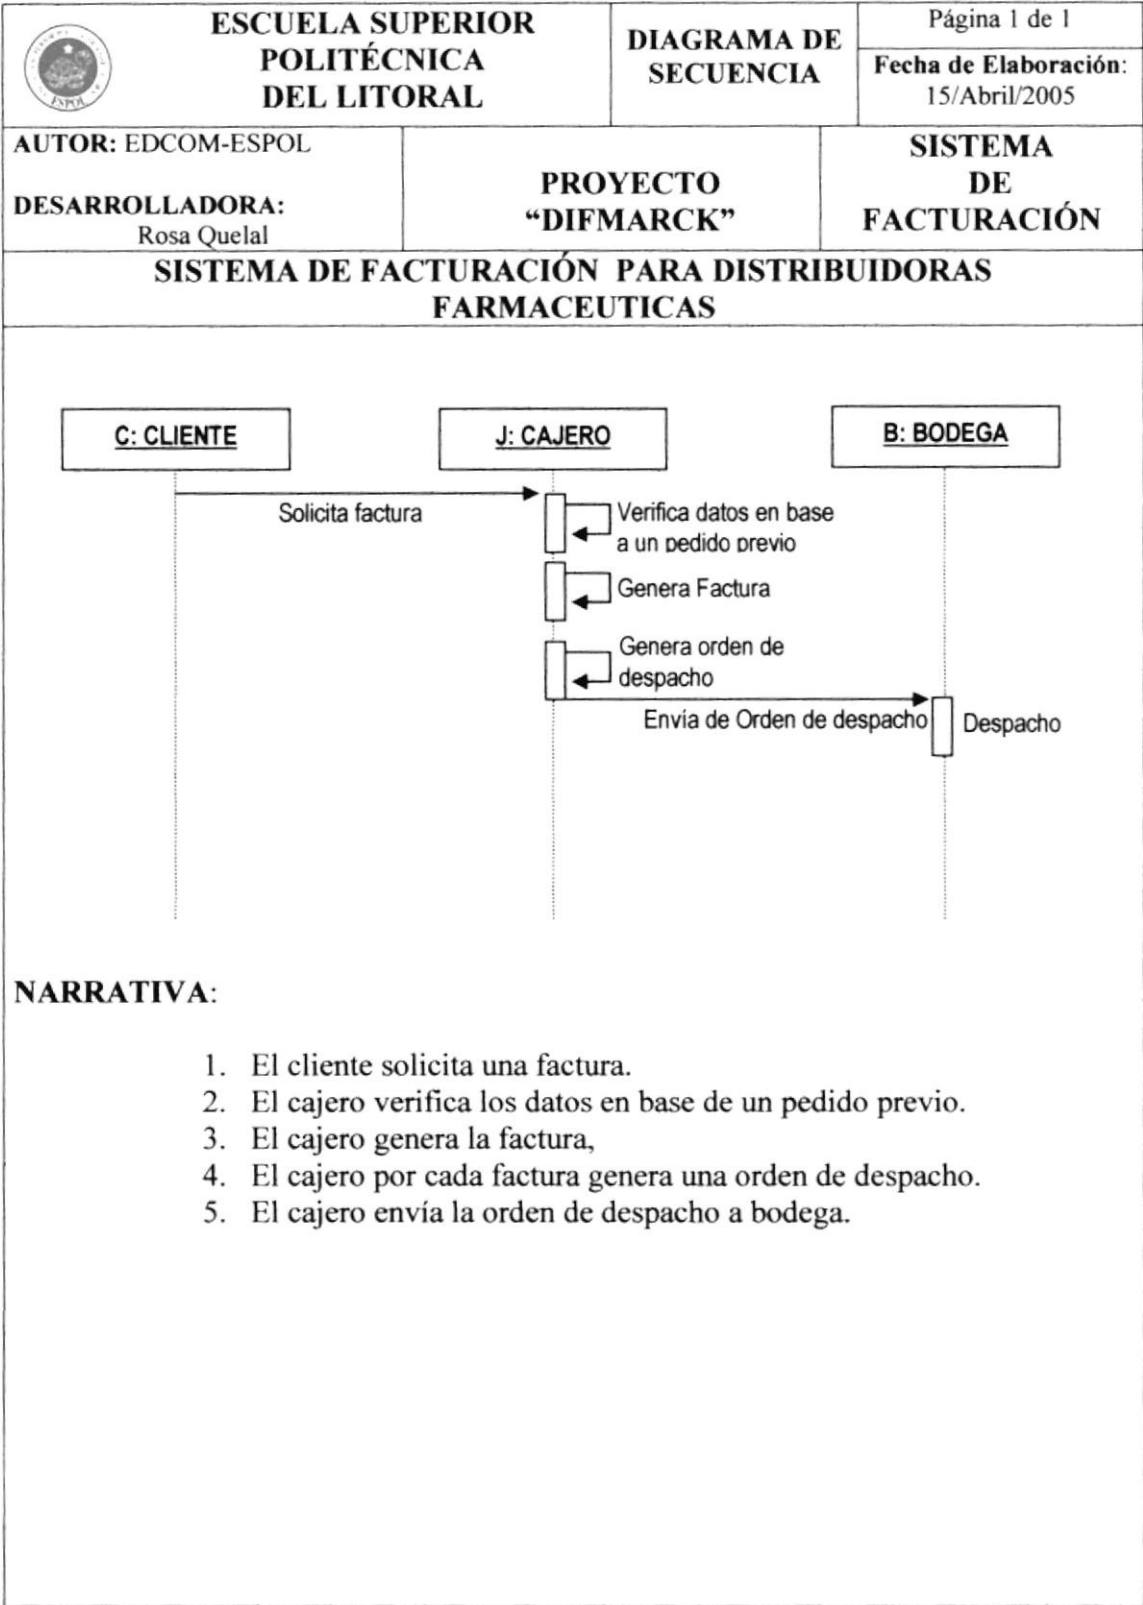 ESCUELA SUPERIOR
POLITÉCNICA
DEL LITORAL
ESPOL
DIAGRAMA DE
SECUENCIA
Página 1 de 1
Fecha de Elaboración:
15/Abril/2005
AUTOR: EDCOM-ESPOL
DESARROLLADORA:
Rosa Quelal
PROYECTO
“DIFMARCK”
SISTEMA
DE
FACTURACIÓN
SISTEMA DE FACTURACIÓN PARA DISTRIBUIDORAS
FARMACEUTICAS
C: CLIENTE
J: CAJERO
B: BODEGA
Solicita factura
Verifica datos en base
a un pedido previo
Genera Factura
Genera orden de
despacho
Envía de Orden de despacho
Despacho
NARRATIVA:
1. El cliente solicita una factura.
2. El cajero verifica los datos en base de un pedido previo.
3. El cajero genera la factura,
4. El cajero por cada factura genera una orden de despacho.
5. El cajero envía la orden de despacho a bodega.